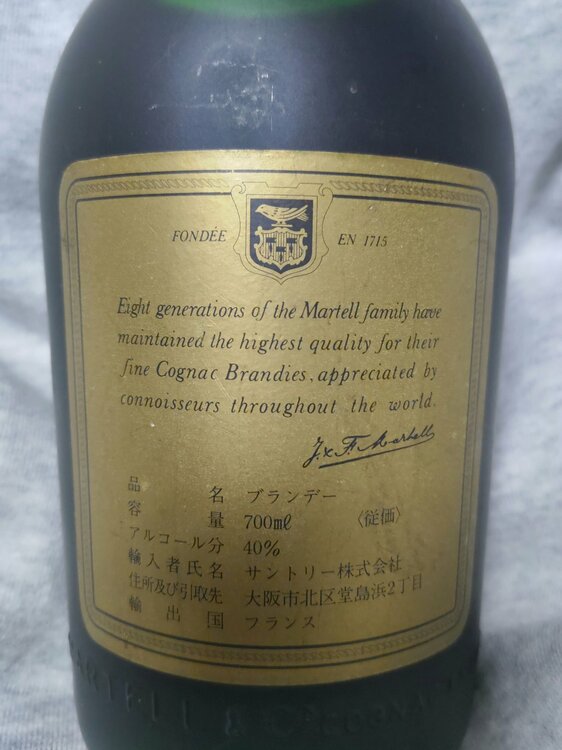 FONDÉE EN 1715
Eight generations of the Martell family have
maintained the highest quality for their
fine Cognac Brandies, appreciated by
connoisseurs throughout the world.
J. & F. Martell
品名 ブランデー
容量 700mℓ 〈従価〉
アルコール分 40%
輸入者氏名 サントリー株式会社
住所及び引取先 大阪市北区堂島浜2丁目
輸出国 フランス
MARTELL & Co COGNAC